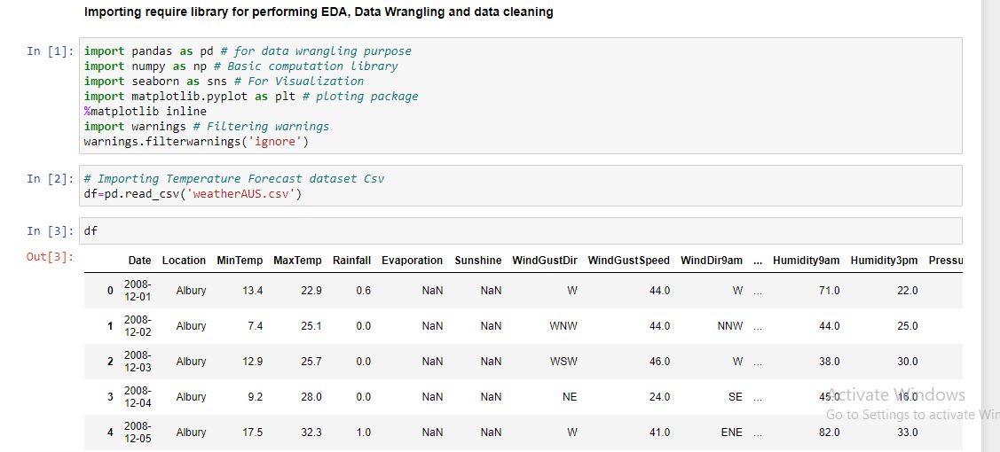 Importing require library for performing EDA, Data Wrangling and data cleaning
In [1]: import pandas as pd # for data wrangling purpose
import numpy as np # Basic computation library
import seaborn as sns # For Visualization
import matplotlib.pyplot as plt # ploting package
%matplotlib inline
import warnings # Filtering warnings
warnings.filterwarnings('ignore')
In [2]: # Importing Temperature Forecast dataset Csv
df=pd.read_csv('weatherAUS.csv')
In [3]: df
Out[3]:
Date Location MinTemp MaxTemp Rainfall Evaporation Sunshine WindGustDir WindGustSpeed WindDir9am ... Humidity9am Humidity3pm Pressu
0 2008-12-01 Albury 13.4 22.9 0.6 NaN NaN W 44.0 W ... 71.0 22.0
1 2008-12-02 Albury 7.4 25.1 0.0 NaN NaN WNW 44.0 NNW ... 44.0 25.0
2 2008-12-03 Albury 12.9 25.7 0.0 NaN NaN WSW 46.0 W ... 38.0 30.0
3 2008-12-04 Albury 9.2 28.0 0.0 NaN NaN NE 24.0 SE ... 45.0 16.0
4 2008-12-05 Albury 17.5 32.3 1.0 NaN NaN W 41.0 ENE ... 82.0 33.0
Activate Windows
Go to Settings to activate Win